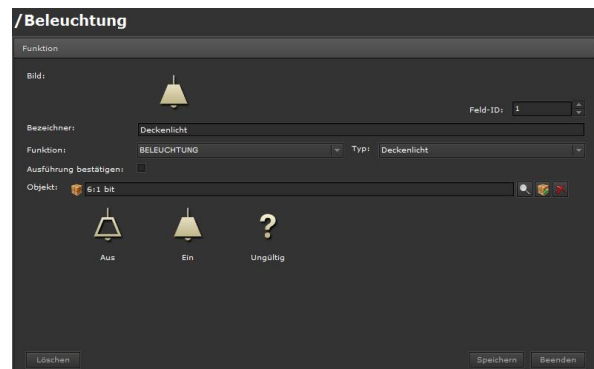 /Beleuchtung
Funktion
Bild:
Feld-ID: 1
Bezeichner: Deckenlicht
Funktion: BELEUCHTUNG Typ: Deckenlicht
Ausführung bestätigen:
Objekt: 6:1 bit
?
Aus Ein Ungültig
Löschen Speichern Beenden